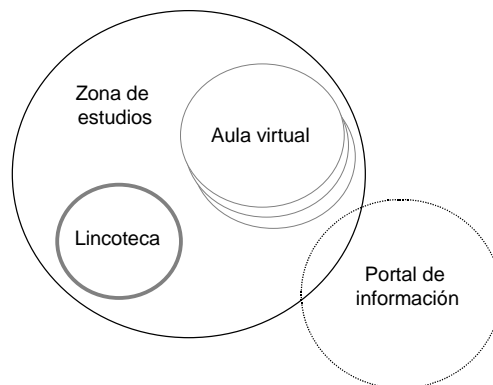 Zona de
estudios
Aula virtual
Lincoteca
Portal de
información